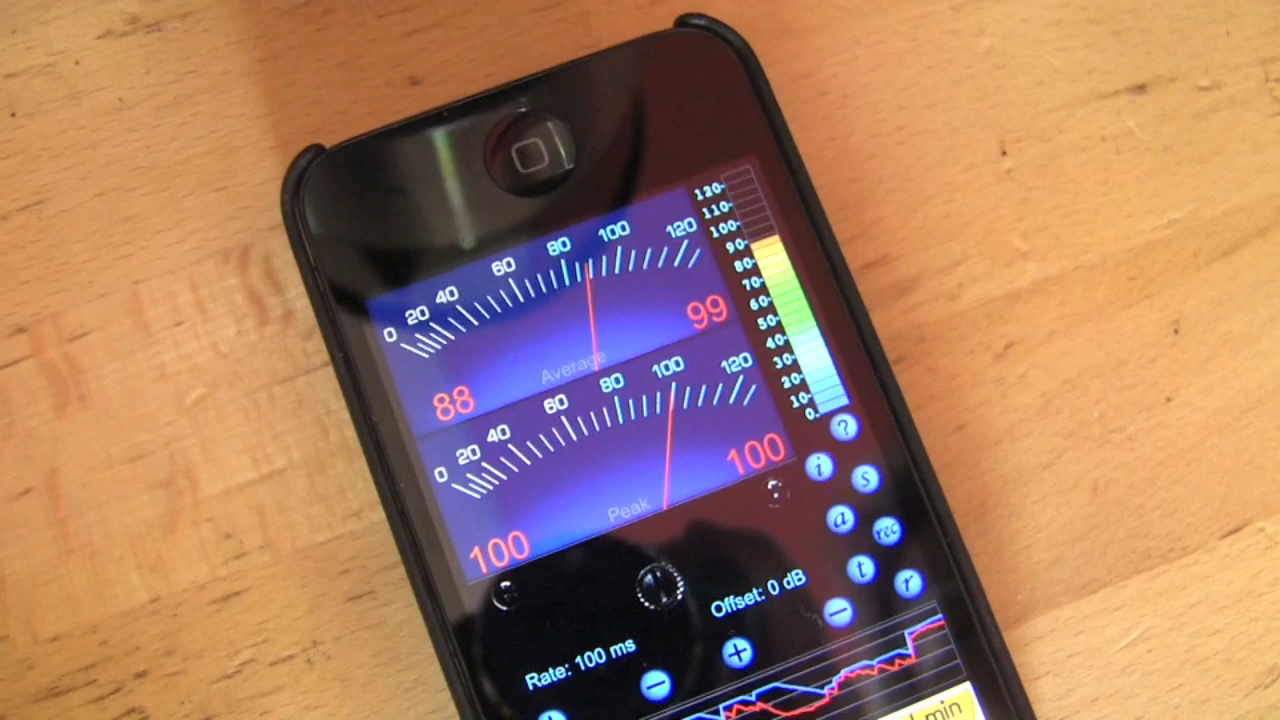 0 20 40 60 80 100 120
88 Average 99
0 20 40 60 80 100 120
100 Peak 100
120-
110-
100-
90-
80-
70-
60-
50-
40-
30-
20-
10-
0-
?
i s
a rec
t r
Offset: 0 dB
- +
Rate: 100 ms
-
min